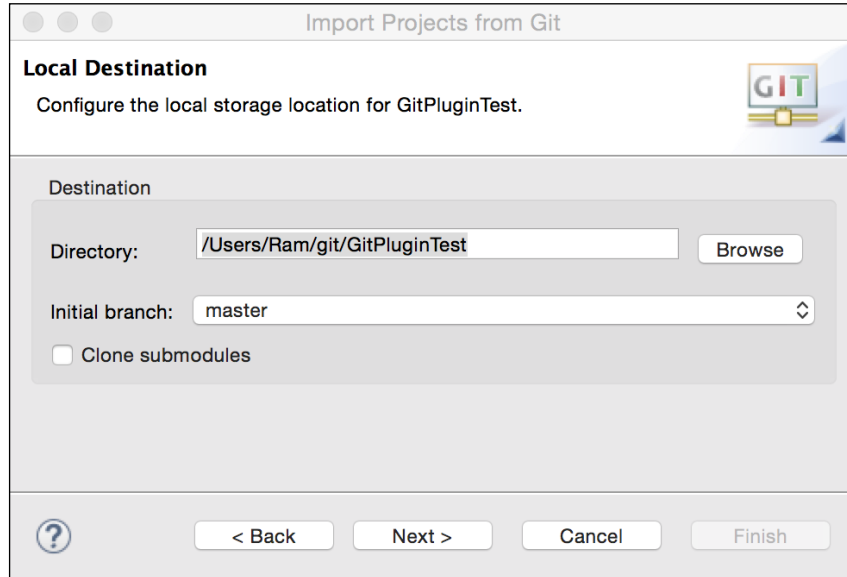 Import Projects from Git
Local Destination
Configure the local storage location for GitPluginTest.
GIT
Destination
Directory: /Users/Ram/git/GitPluginTest Browse
Initial branch: master
Clone submodules
? < Back Next > Cancel Finish